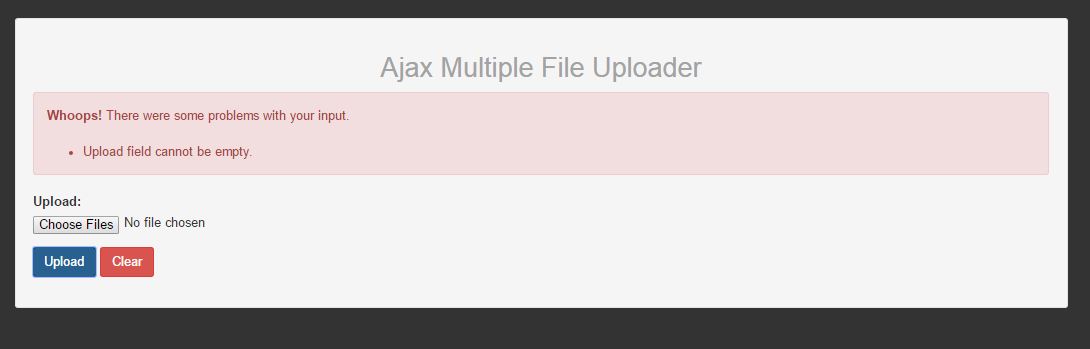 Ajax Multiple File Uploader
Whoops! There were some problems with your input.
• Upload field cannot be empty.
Upload:
Choose Files No file chosen
Upload Clear